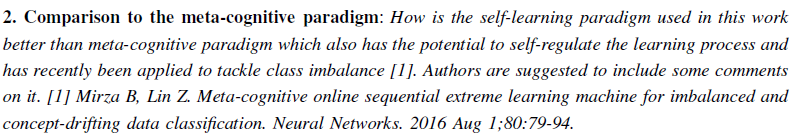 2. Comparison to the meta-cognitive paradigm: How is the self-learning paradigm used in this work
better than meta-cognitive paradigm which also has the potential to self-regulate the learning process and
has recently been applied to tackle class imbalance [1]. Authors are suggested to include some comments
on it. [1] Mirza B, Lin Z. Meta-cognitive online sequential extreme learning machine for imbalanced and
concept-drifting data classification. Neural Networks. 2016 Aug 1;80:79-94.